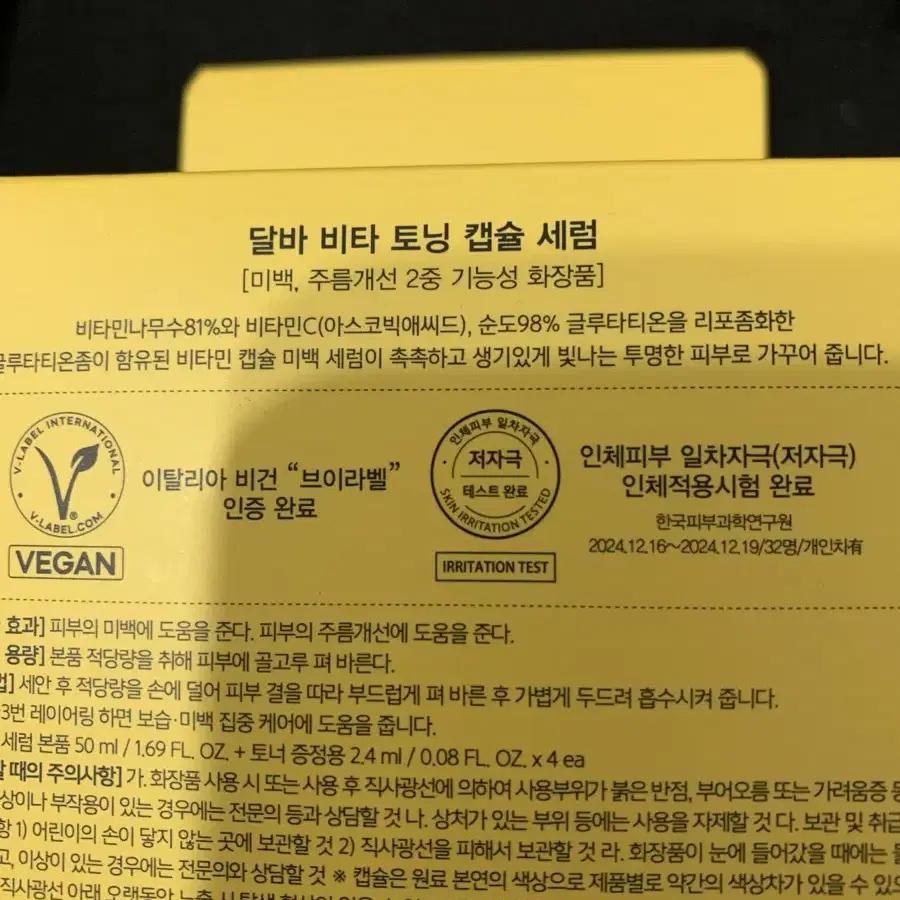 달바 비타 토닝 캡슐 세럼
[미백, 주름개선 2중 기능성 화장품]
비타민나무수81%와 비타민C(아스코빅애씨드), 순도98% 글루타티온을 리포좀화한
글루타티온좀이 함유된 비타민 캡슐 미백 세럼이 촉촉하고 생기있게 빛나는 투명한 피부로 가꾸어 줍니다.
V-LABEL INTERNATIONAL
V-LABEL.COM
VEGAN
이탈리아 비건 “브이라벨”
인증 완료
인체피부 일차자극
저자극
테스트 완료
SKIN IRRITATION TESTED
IRRITATION TEST
인체피부 일차자극(저자극)
인체적용시험 완료
한국피부과학연구원
2024.12.16~2024.12.19/32명/개인차有
효과] 피부의 미백에 도움을 준다. 피부의 주름개선에 도움을 준다.
용량] 본품 적당량을 취해 피부에 골고루 펴 바른다.
법] 세안 후 적당량을 손에 덜어 피부 결을 따라 부드럽게 펴 바른 후 가볍게 두드려 흡수시켜 줍니다.
3번 레이어링 하면 보습·미백 집중 케어에 도움을 줍니다.
세럼 본품 50 ml / 1.69 FL. OZ. + 토너 증정용 2.4 ml / 0.08 FL. OZ. x 4 ea
할 때의 주의사항] 가. 화장품 사용 시 또는 사용 후 직사광선에 의하여 사용부위가 붉은 반점, 부어오름 또는 가려움증 등
상이나 부작용이 있는 경우에는 전문의 등과 상담할 것 나. 상처가 있는 부위 등에는 사용을 자제할 것 다. 보관 및 취급
항 1) 어린이의 손이 닿지 않는 곳에 보관할 것 2) 직사광선을 피해서 보관할 것 라. 화장품이 눈에 들어갔을 때에는 물
고, 이상이 있는 경우에는 전문의와 상담할 것 ※ 캡슐은 원료 본연의 색상으로 제품별로 약간의 색상차가 있을 수 있으
직사광선 아래 오랫동안 노출 시